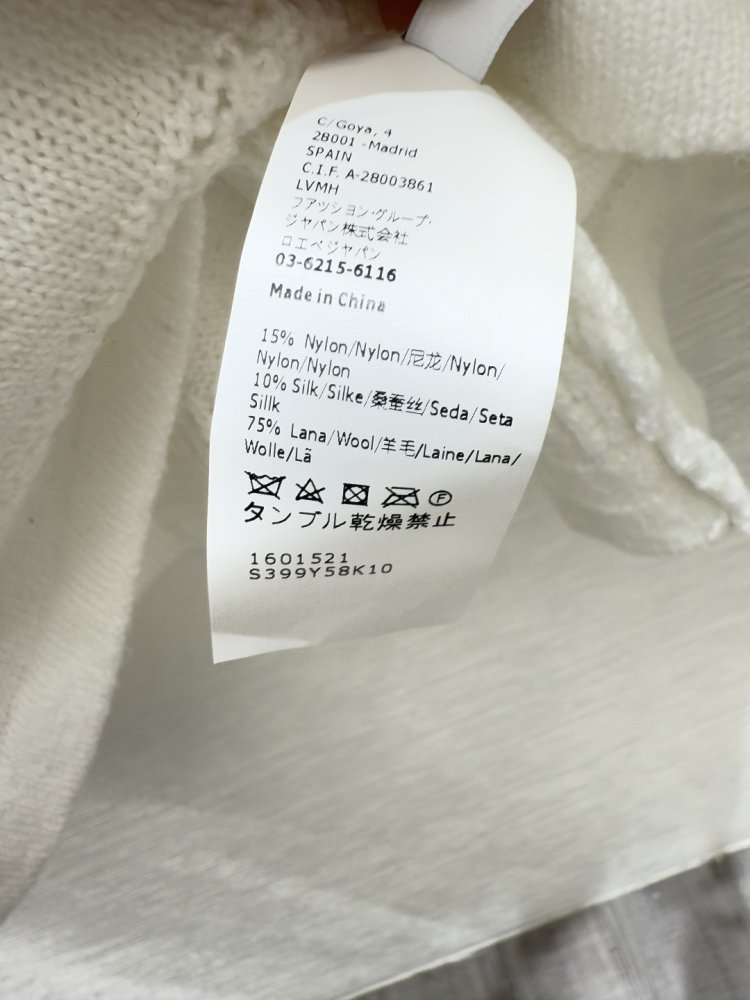 C/Goya, 4
28001 -Madrid
SPAIN
C.I.F. A-28003861
LVMH
ファッション·グループ·
ジャパン株式会社
ロエベジャパン
03-6215-6116
Made in China
15% Nylon/Nylon/尼龙/Nylon/
Nylon/Nylon
10% Silk/Silke/桑蚕丝/Seda/Seta
Sillk
75% Lana/Wool/羊毛/Laine/Lana/
Wolle/Lã
F
タンブル乾燥禁止
1601521
S399Y58K10